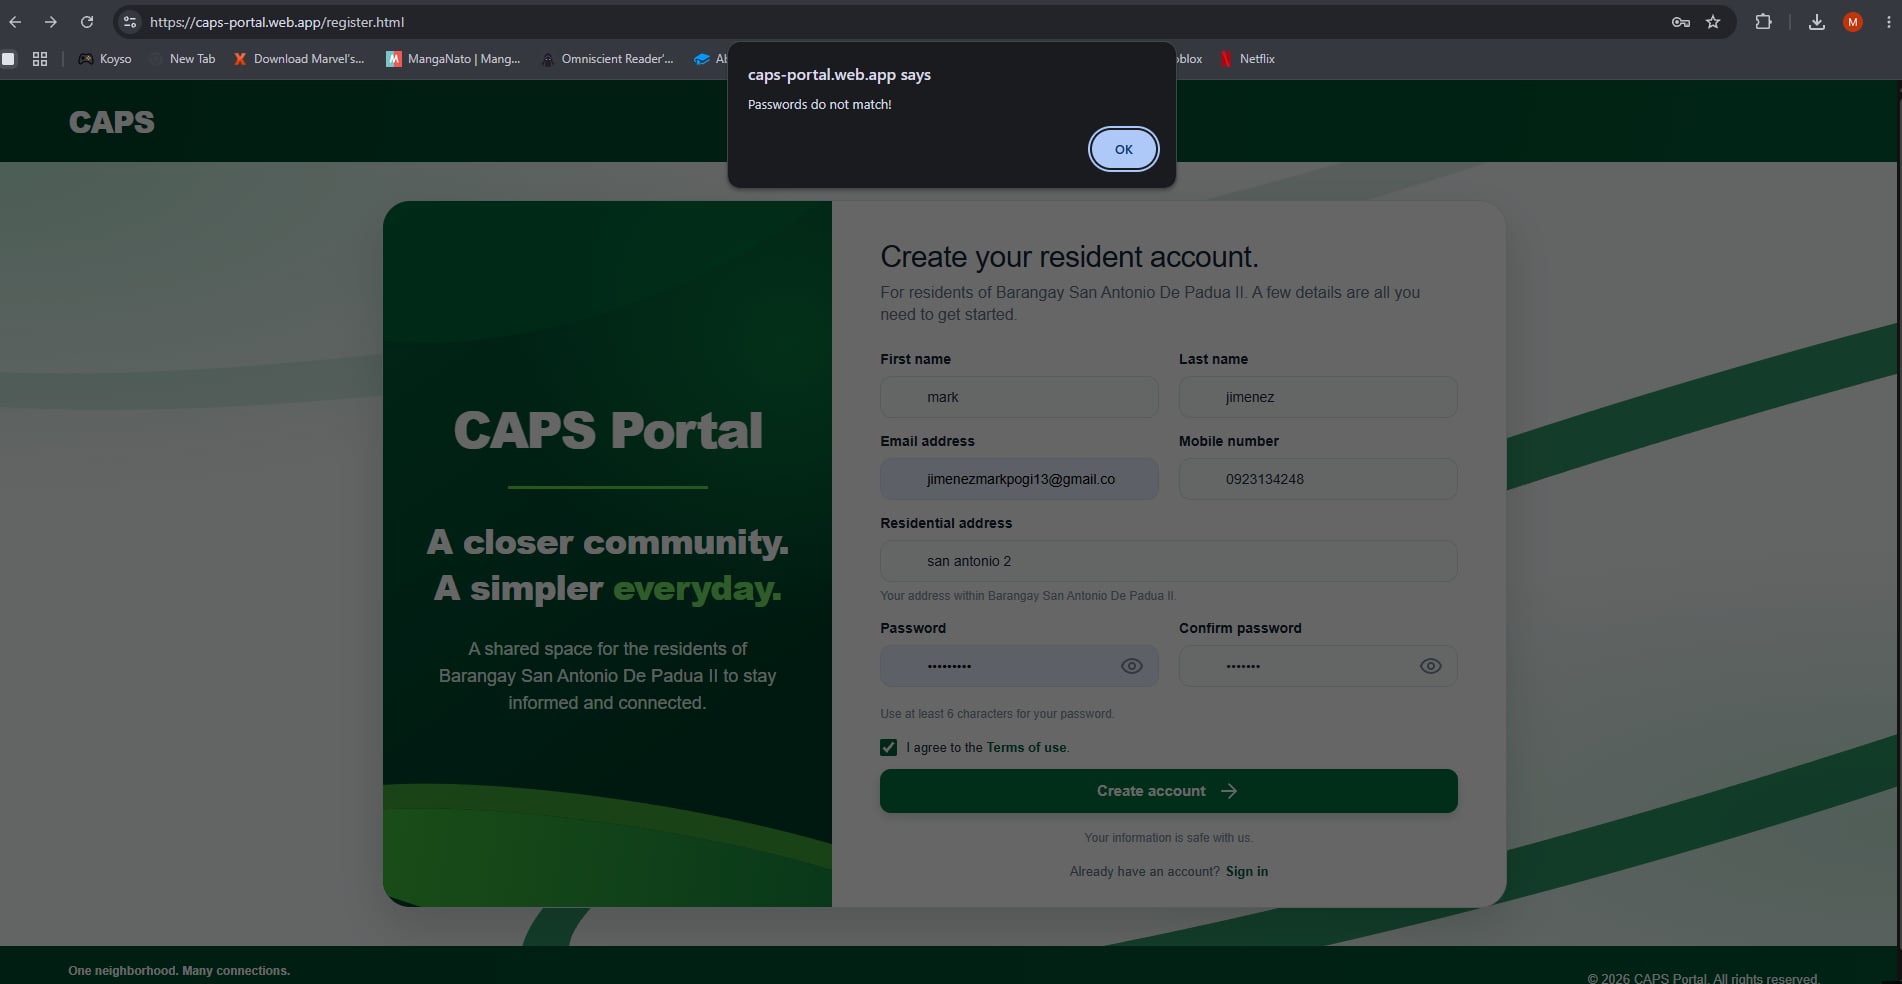 https://caps-portal.web.app/register.html
M
Koyso
New Tab
Download Marvel's...
MangaNato | Mang...
Omniscient Reader'...
Netflix
caps-portal.web.app says
Passwords do not match!
OK
CAPS
CAPS Portal
A closer community.
A simpler everyday.
A shared space for the residents of
Barangay San Antonio De Padua II to stay
informed and connected.
Create your resident account.
For residents of Barangay San Antonio De Padua II. A few details are all you
need to get started.
First name
Last name
mark
jimenez
Email address
Mobile number
jimenezmarkpogi13@gmail.co
0923134248
Residential address
san antonio 2
Your address within Barangay San Antonio De Padua II.
Password
Confirm password
Use at least 6 characters for your password.
I agree to the Terms of use.
Create account
Your information is safe with us.
Already have an account? Sign in
One neighborhood. Many connections.
© 2026 CAPS Portal. All rights reserved.